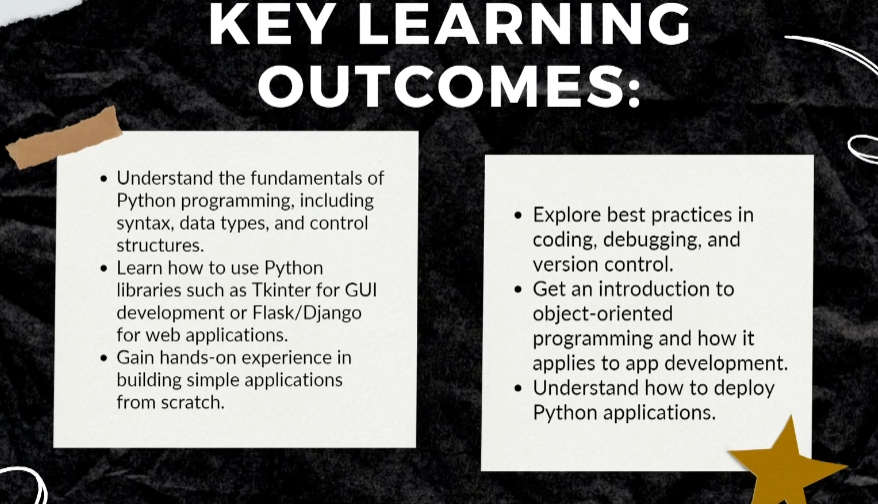 KEY LEARNING
OUTCOMES:
• Understand the fundamentals of
Python programming, including
syntax, data types, and control
structures.
• Learn how to use Python
libraries such as Tkinter for GUI
development or Flask/Django
for web applications.
• Gain hands-on experience in
building simple applications
from scratch.
• Explore best practices in
coding, debugging, and
version control.
• Get an introduction to
object-oriented
programming and how it
applies to app development.
• Understand how to deploy
Python applications.